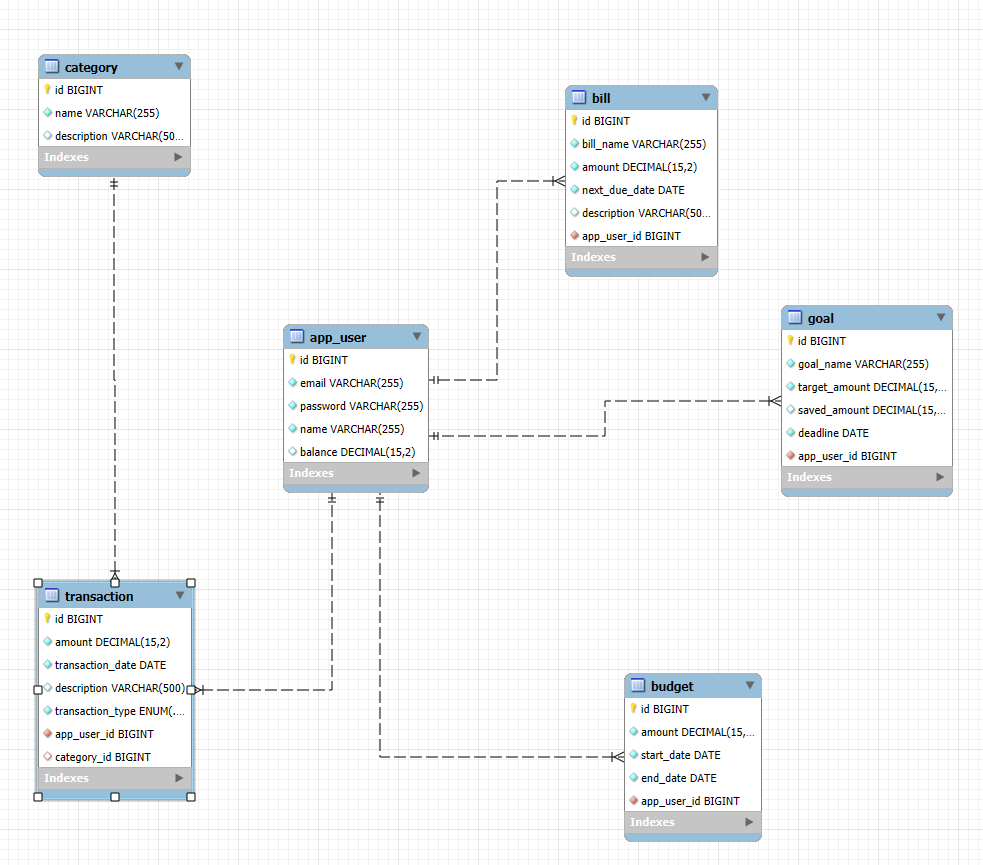 category
id BIGINT
name VARCHAR(255)
description VARCHAR(50...
Indexes
bill
id BIGINT
bill_name VARCHAR(255)
amount DECIMAL(15,2)
next_due_date DATE
description VARCHAR(50...
app_user_id BIGINT
Indexes
app_user
id BIGINT
email VARCHAR(255)
password VARCHAR(255)
name VARCHAR(255)
balance DECIMAL(15,2)
Indexes
goal
id BIGINT
goal_name VARCHAR(255)
target_amount DECIMAL(15,...
saved_amount DECIMAL(15,...
deadline DATE
app_user_id BIGINT
Indexes
transaction
id BIGINT
amount DECIMAL(15,2)
transaction_date DATE
description VARCHAR(500)
transaction_type ENUM(....
app_user_id BIGINT
category_id BIGINT
Indexes
budget
id BIGINT
amount DECIMAL(15,...
start_date DATE
end_date DATE
app_user_id BIGINT
Indexes